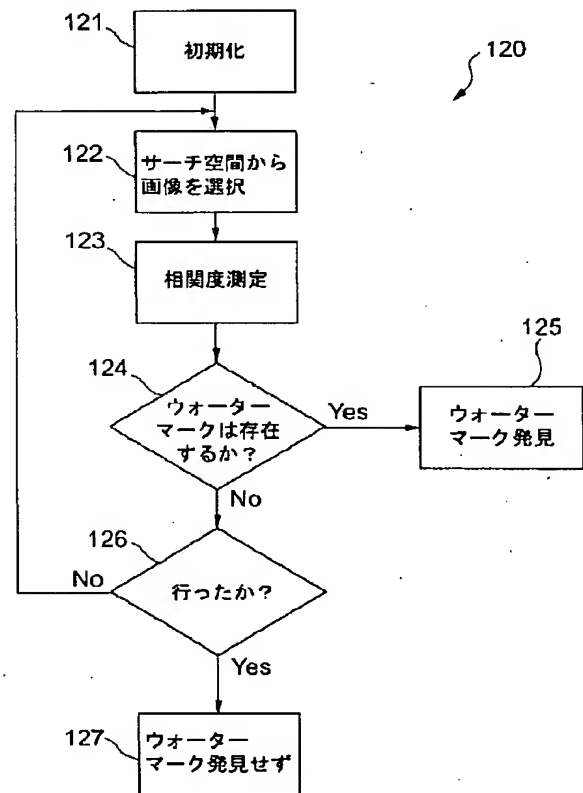 121
初期化
120
122
サーチ空間から
画像を選択
123
相関度測定
124
ウォーター
マークは存在
するか？
Yes
125
ウォーター
マーク発見
No
126
行ったか？
No
Yes
127
ウォーター
マーク発見せず